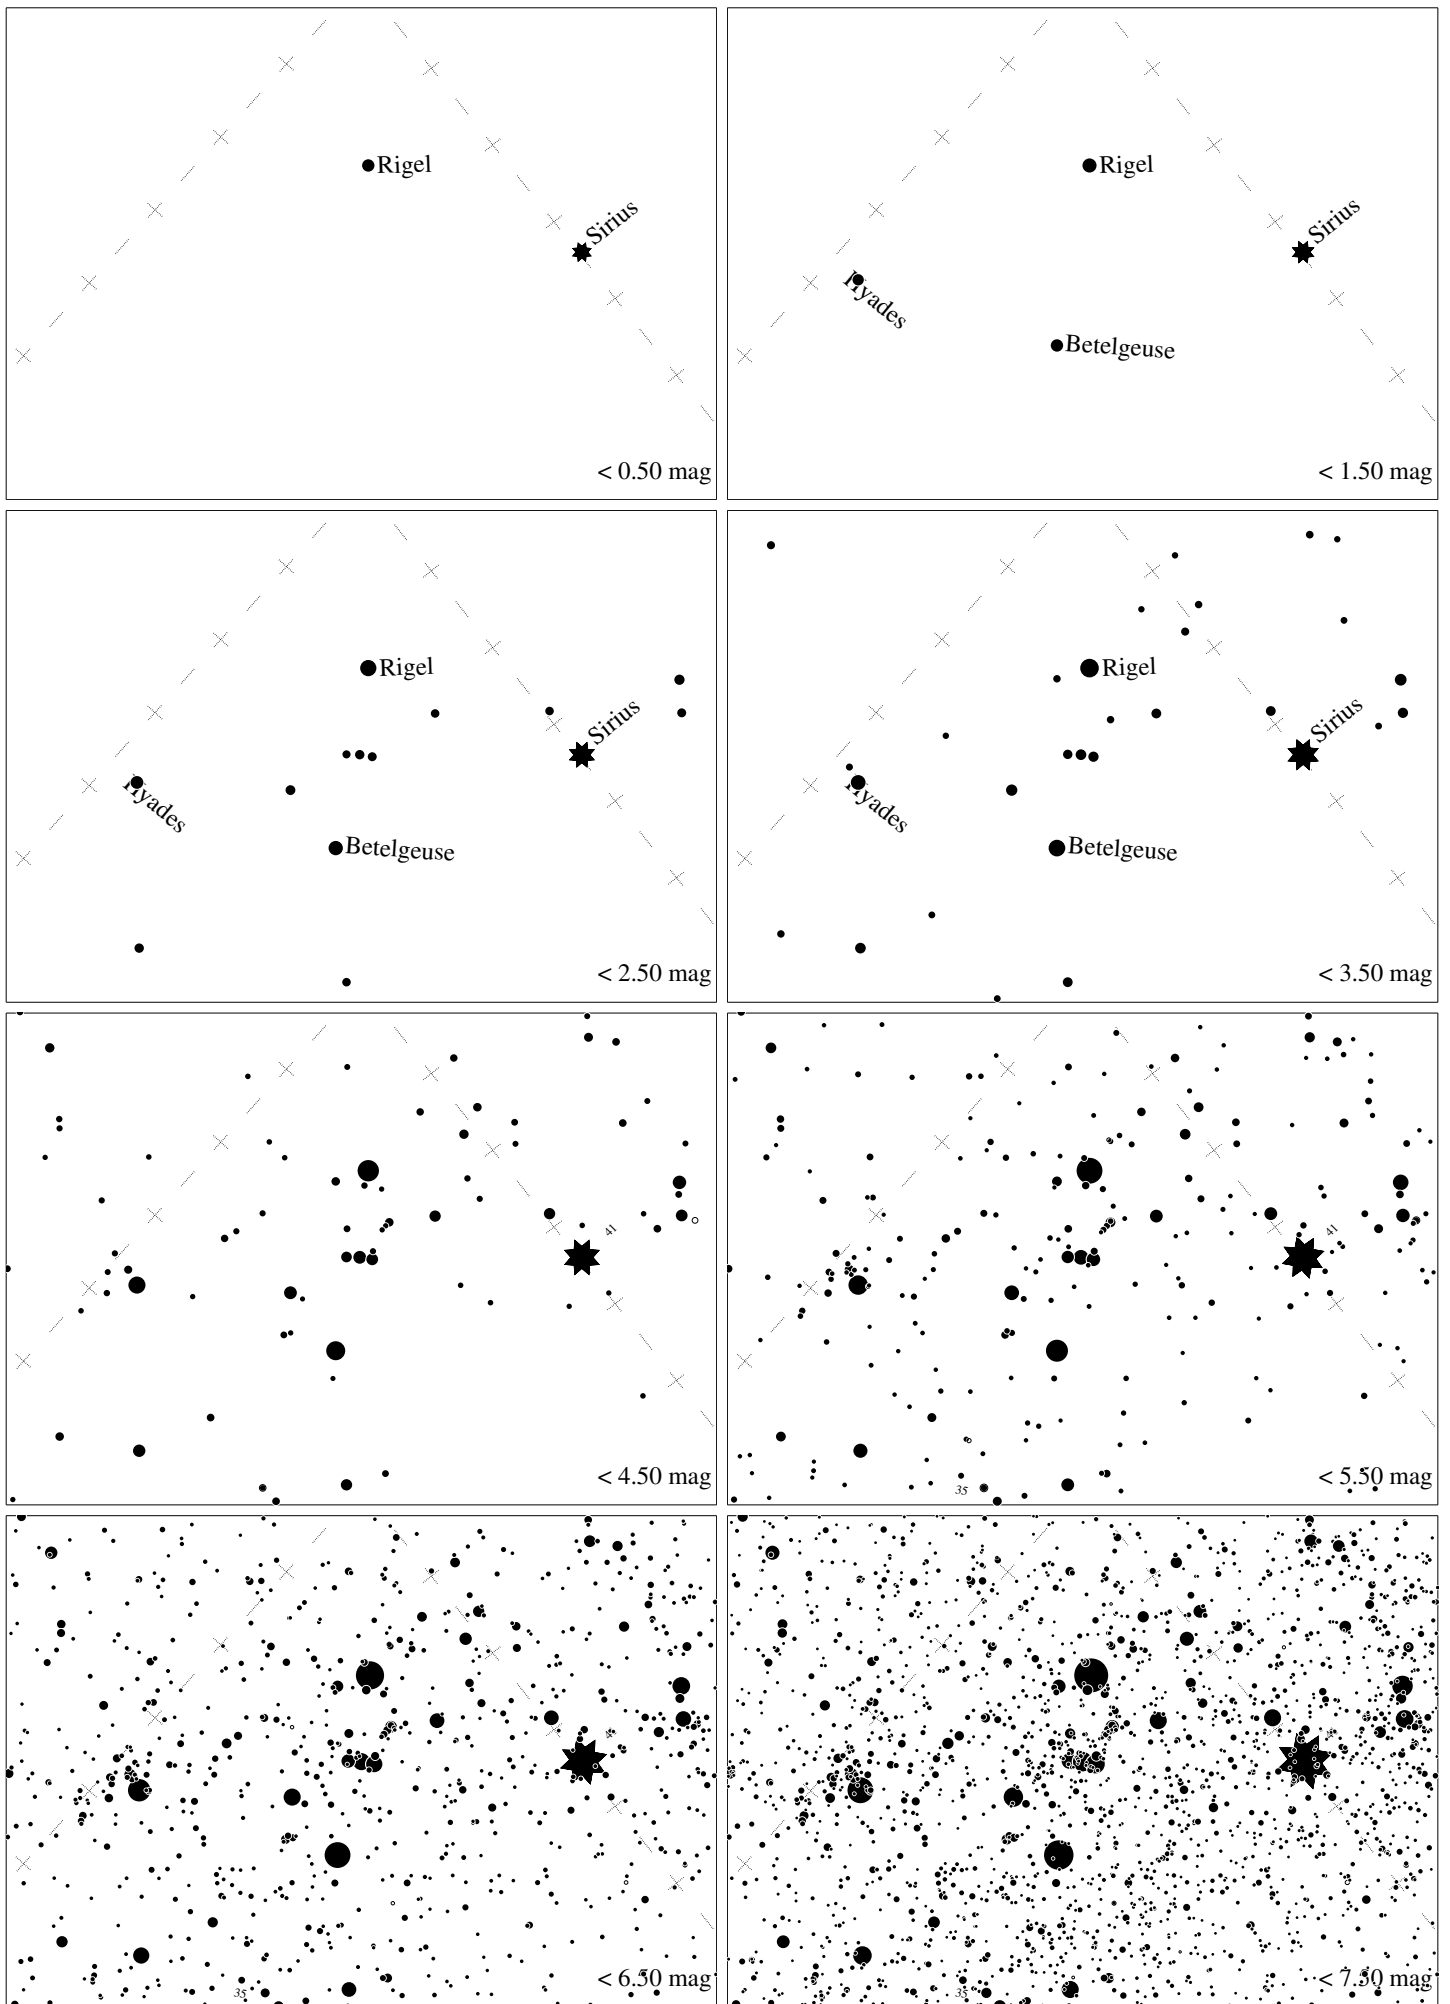 Rigel
Sirius
< 0.50 mag
Rigel
Sirius
Hyades
Betelgeuse
< 1.50 mag
Rigel
Sirius
Hyades
Betelgeuse
< 2.50 mag
Rigel
Sirius
Hyades
Betelgeuse
< 3.50 mag
41
< 4.50 mag
41
35
< 5.50 mag
35
< 6.50 mag
35
< 7.50 mag